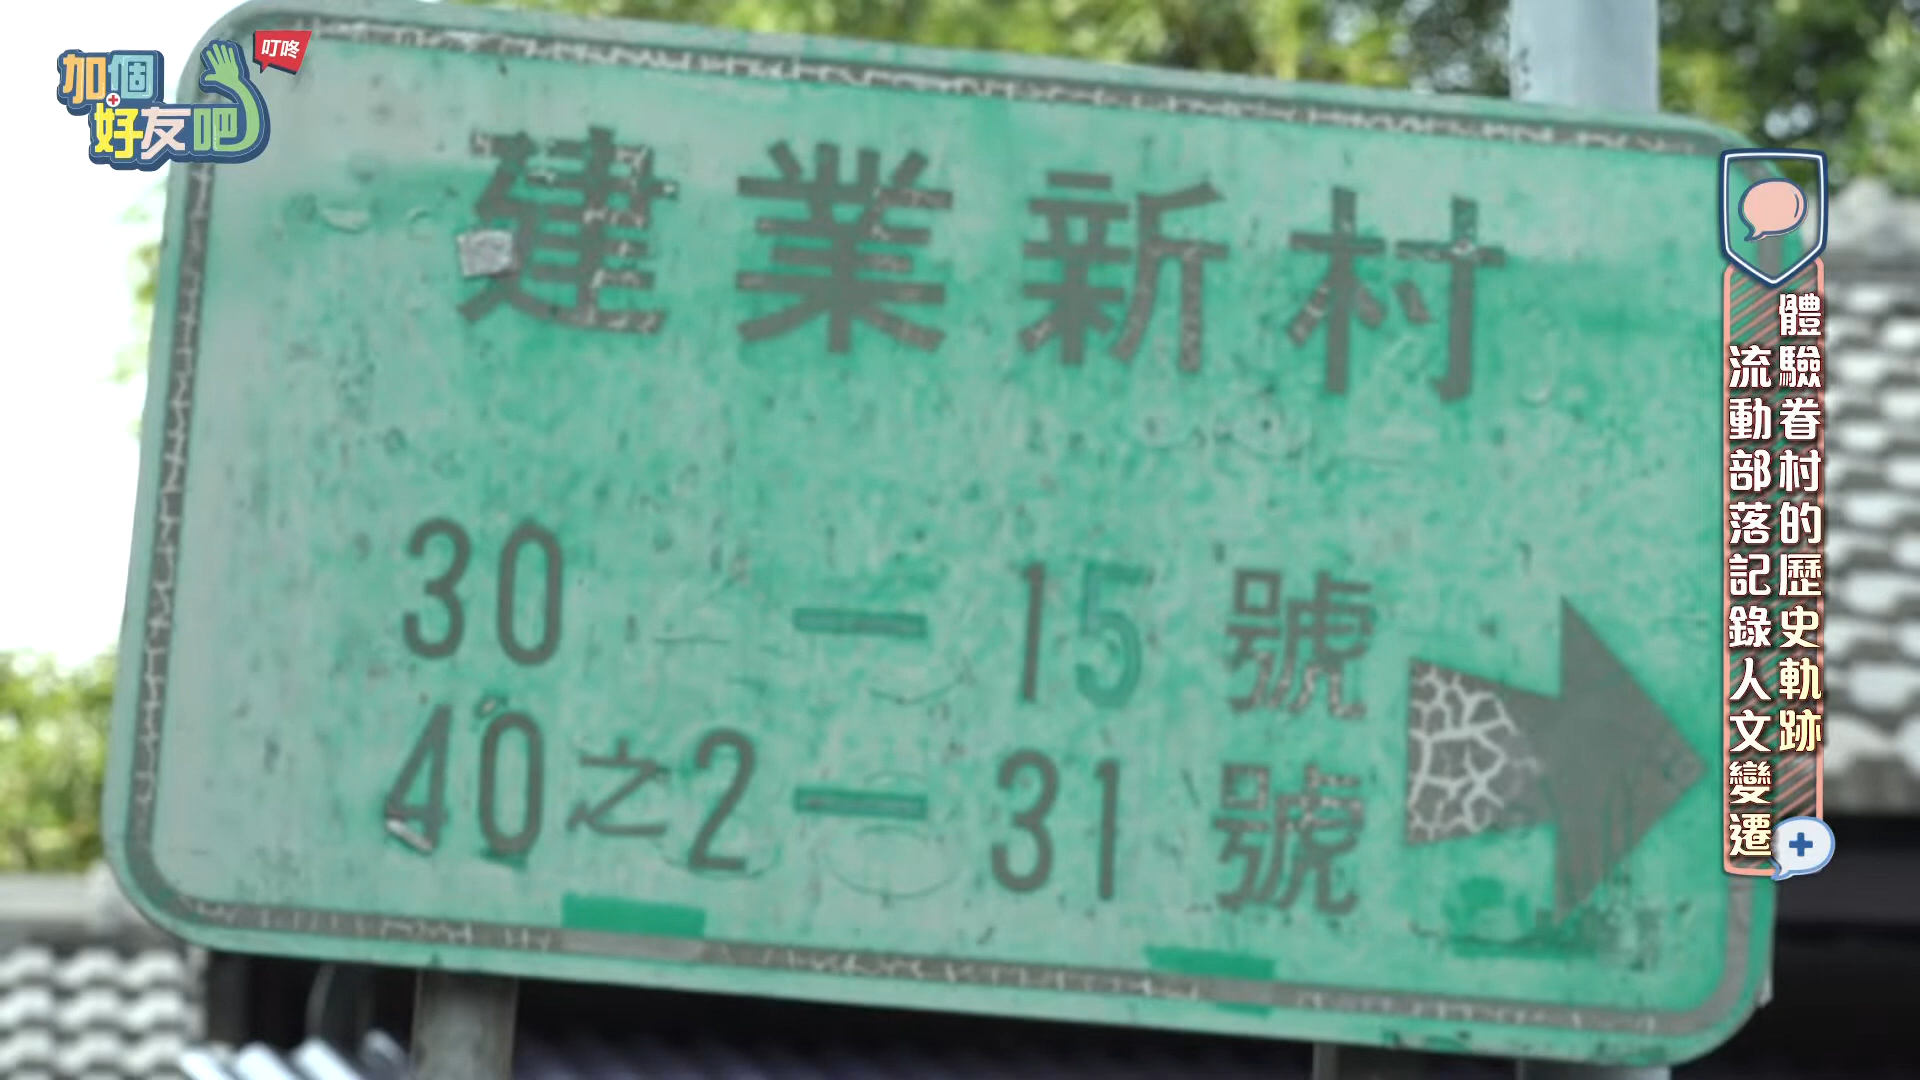 加個
好友吧
叮咚
建業新村
30 — 15 號
40之2 — 31 號
體驗眷村的歷史軌跡
流動部落記錄人文變遷